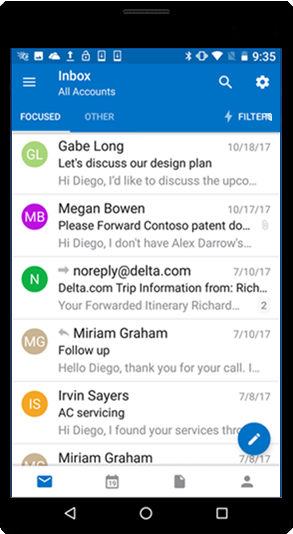 9:35
Inbox
All Accounts
FOCUSED OTHER FILTERS
GL Gabe Long 10/18/17
Let's discuss our design plan
Hi Diego, I'd like to discuss the upco...
MB Megan Bowen 10/17/17
Please Forward Contoso patent do...
Hi Diego, I don't have Alex Darrow's...
N noreply@delta.com 7/10/17
Delta.com Trip Information from: Rich...
Your Forwarded Itinerary Richard... 2
MG Miriam Graham 7/10/17
Follow up
Hello Diego, thank you for your call. I...
IS Irvin Sayers 7/8/17
AC servicing
Hi Diego, I found your services thro...
MG Miriam Graham 7/8/17
19